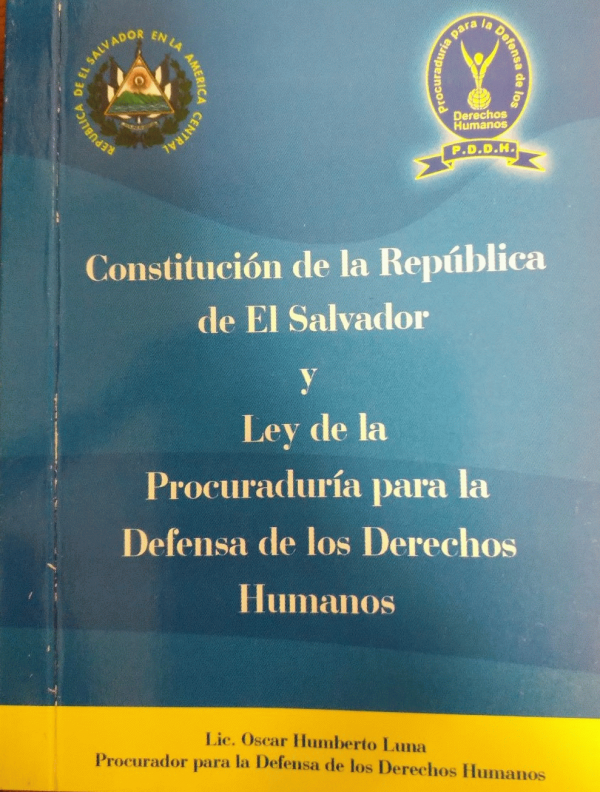 REPÚBLICA DE EL SALVADOR EN LA AMERICA CENTRAL
Procuraduría para la Defensa de los
Derechos
Humanos
P.D.D.H.
Constitución de la República
de El Salvador
y
Ley de la
Procuraduría para la
Defensa de los Derechos
Humanos
Lic. Oscar Humberto Luna
Procurador para la Defensa de los Derechos Humanos